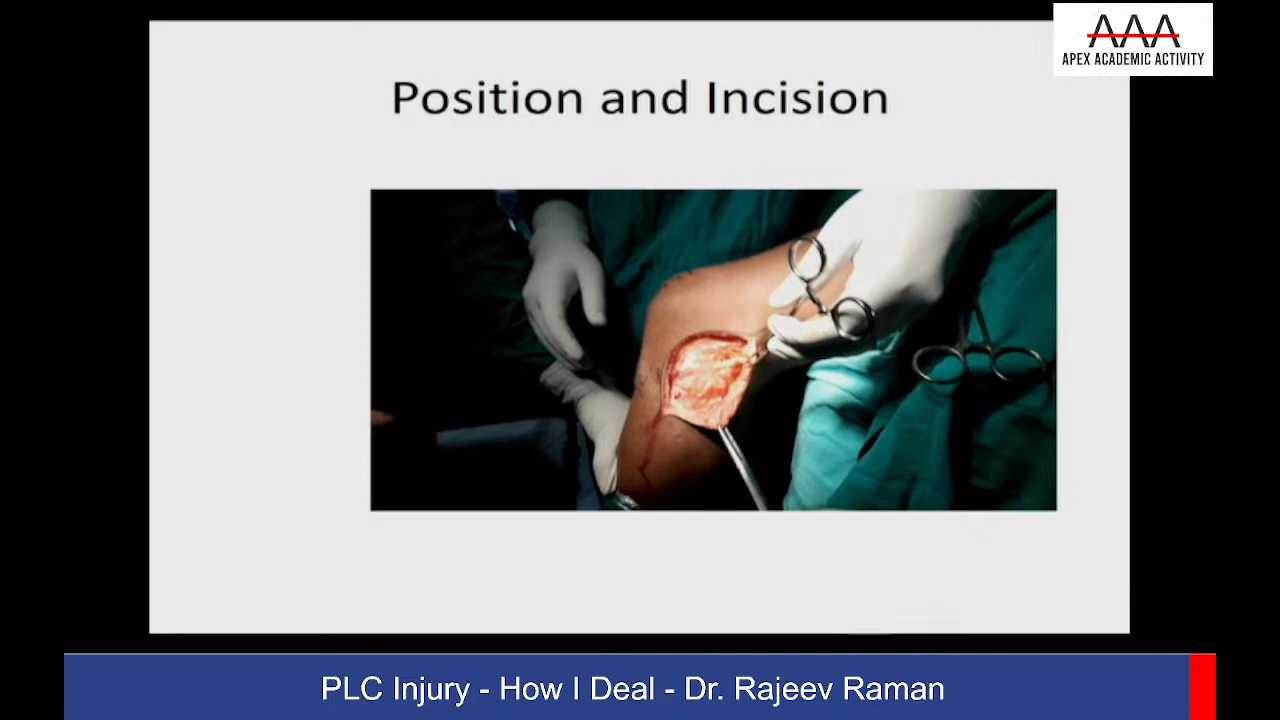 AAA
APEX ACADEMIC ACTIVITY
Position and Incision
PLC Injury - How I Deal - Dr. Rajeev Raman